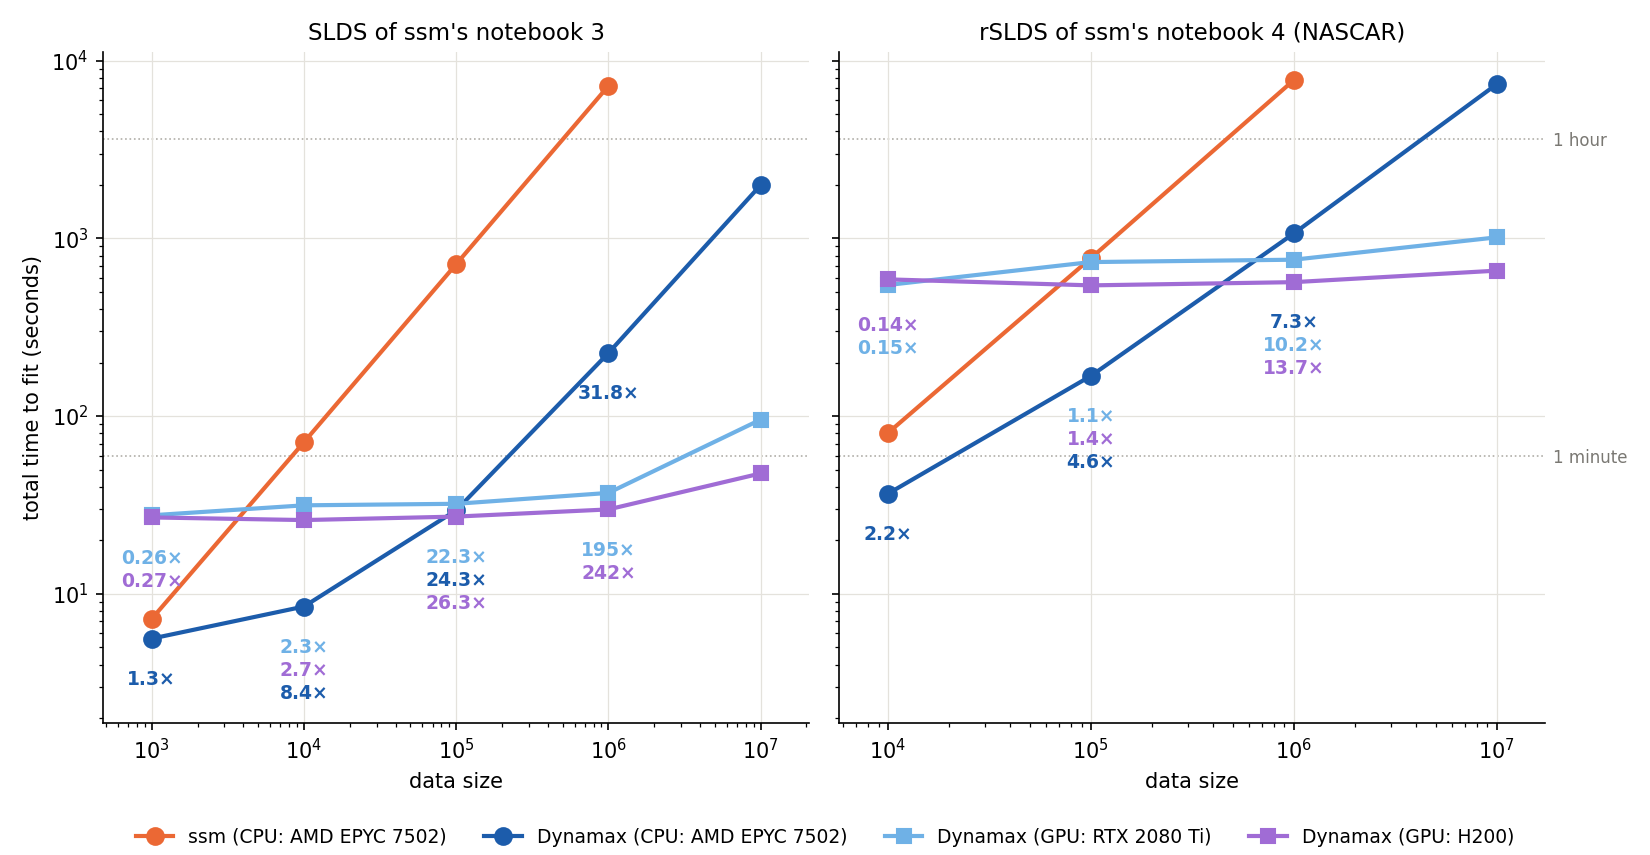 SLDS of ssm's notebook 3
10⁴
10³
10²
10¹
total time to fit (seconds)
0.26×
0.27×
1.3×
2.3×
2.7×
8.4×
22.3×
24.3×
26.3×
31.8×
195×
242×
10³ 10⁴ 10⁵ 10⁶ 10⁷
data size
rSLDS of ssm's notebook 4 (NASCAR)
1 hour
1 minute
0.14×
0.15×
2.2×
1.1×
1.4×
4.6×
7.3×
10.2×
13.7×
10⁴ 10⁵ 10⁶ 10⁷
data size
ssm (CPU: AMD EPYC 7502) Dynamax (CPU: AMD EPYC 7502) Dynamax (GPU: RTX 2080 Ti) Dynamax (GPU: H200)